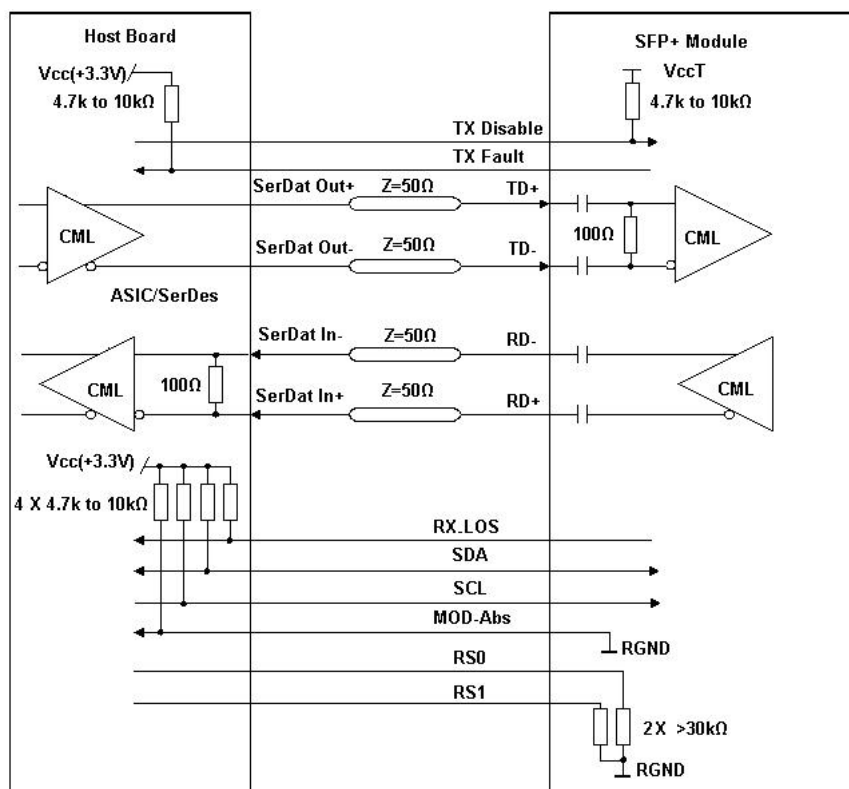 Host Board
SFP+ Module
Vcc(+3.3V)
VccT
4.7k to 10kΩ
4.7k to 10kΩ
TX Disable
TX Fault
SerDat Out+
Z=50Ω
TD+
CML
100Ω
CML
SerDat Out-
Z=50Ω
TD-
ASIC/SerDes
SerDat In-
Z=50Ω
RD-
CML
100Ω
CML
SerDat In+
Z=50Ω
RD+
Vcc(+3.3V)
4 X 4.7k to 10kΩ
RX_LOS
SDA
SCL
MOD-Abs
RGND
RS0
RS1
2 X >30kΩ
RGND